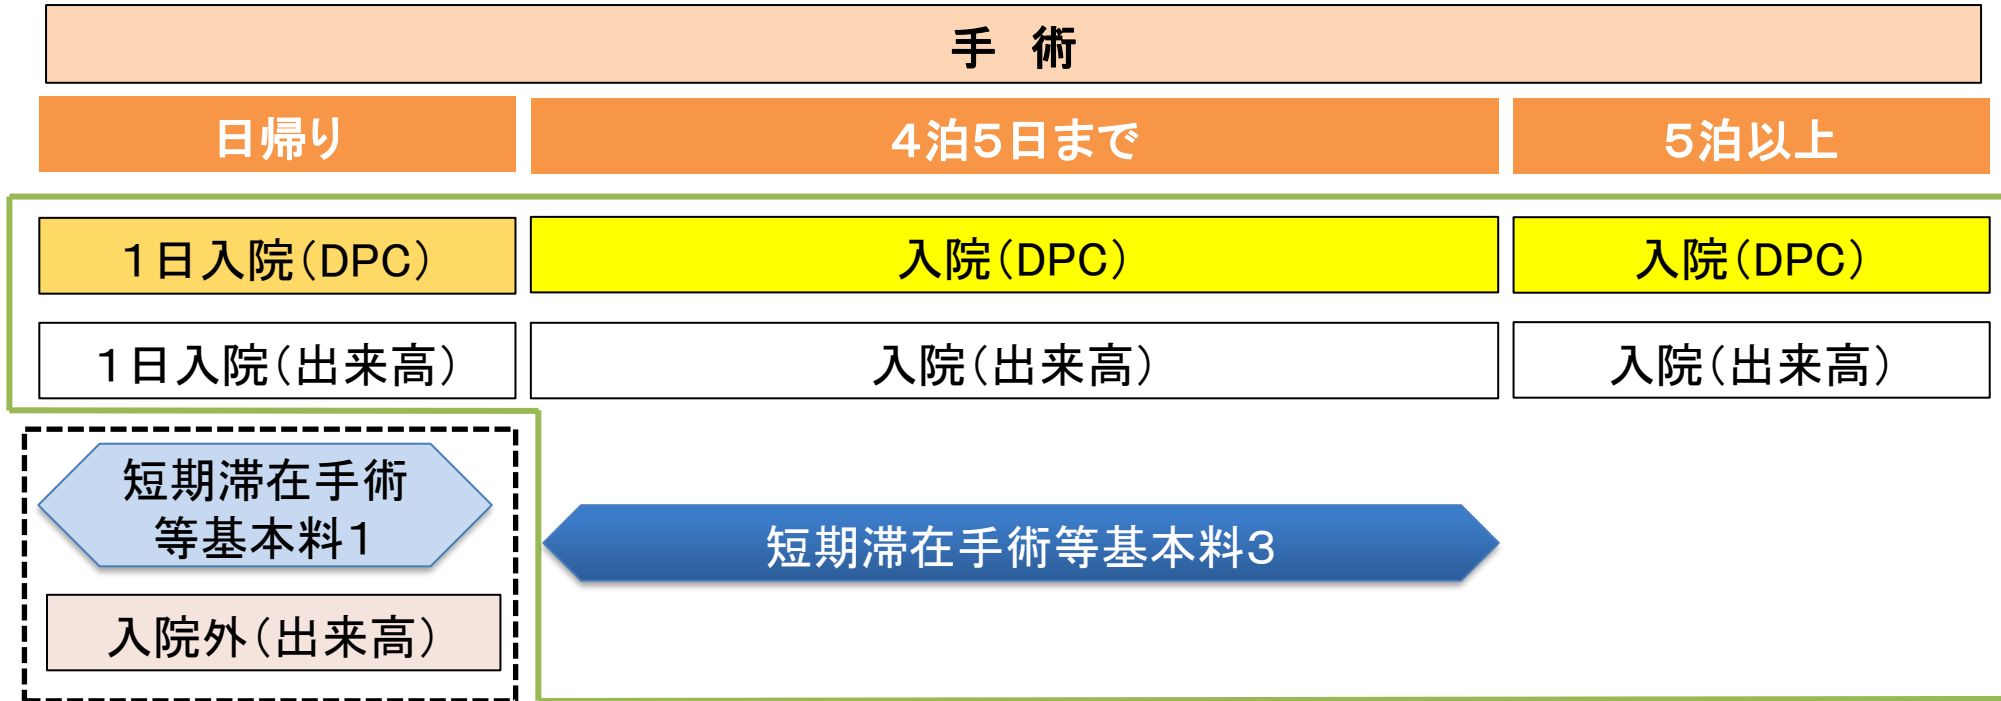 手　術
日帰り
４泊５日まで
５泊以上
１日入院（DPC）
入院（DPC）
入院（DPC）
１日入院（出来高）
入院（出来高）
入院（出来高）
短期滞在手術
等基本料１
短期滞在手術等基本料３
入院外（出来高）